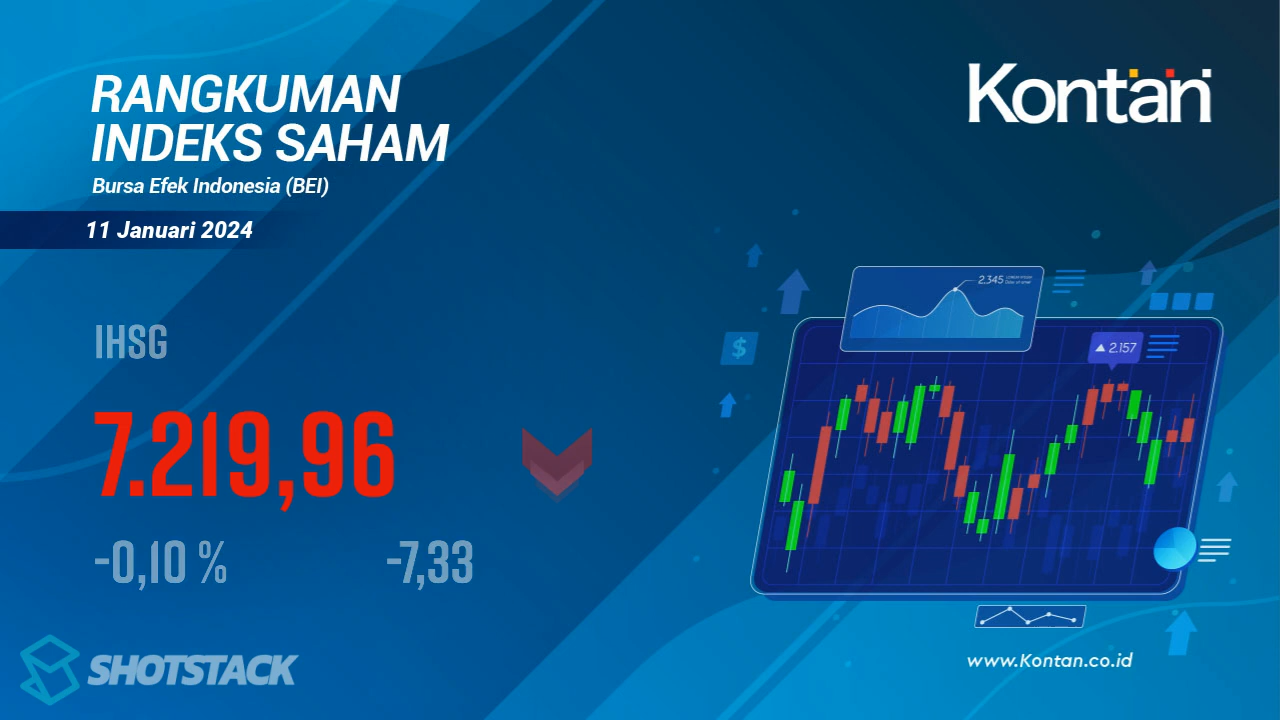 RANGKUMAN
INDEKS SAHAM
Bursa Efek Indonesia (BEI)
11 Januari 2024
Kontan
IHSG
7.219,96
-0,10 %
-7,33
2.345
$
2.157
SHOTSTACK
www.Kontan.co.id